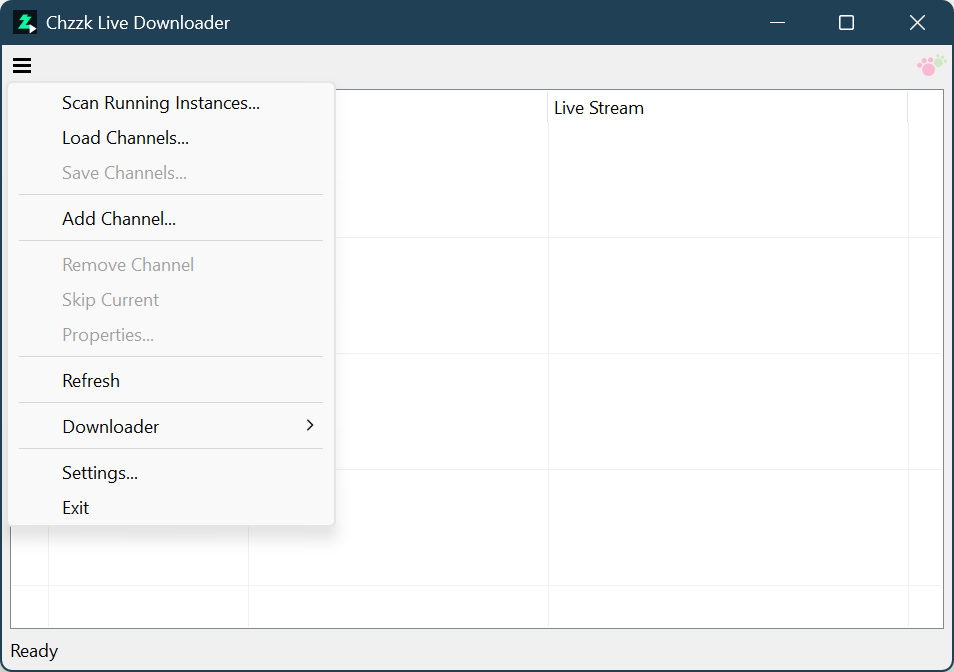 Chzzk Live Downloader
Scan Running Instances...
Live Stream
Load Channels...
Save Channels...
Add Channel...
Remove Channel
Skip Current
Properties...
Refresh
Downloader
Settings...
Exit
Ready